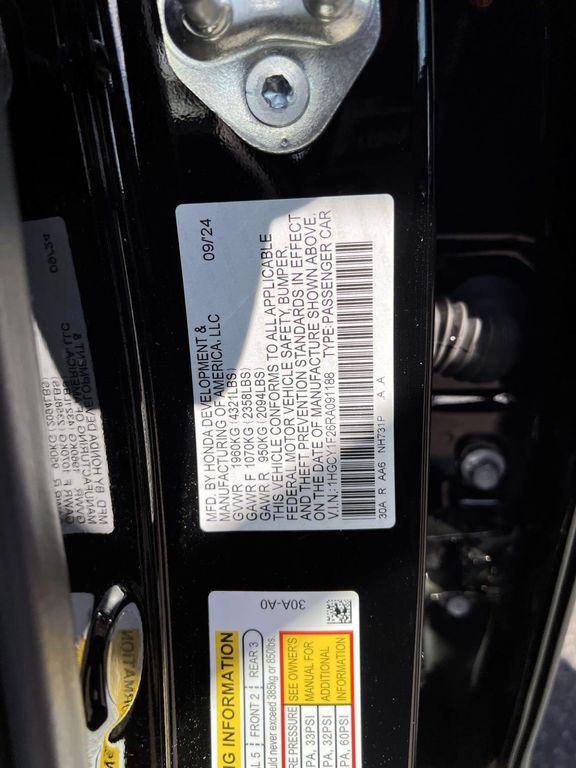 MFD. BY HONDA DEVELOPMENT & 09/24
MANUFACTURING OF AMERICA, LLC
GVWR 1960KG (4321LBS)
GAWR F 1070KG (2358LBS)
GAWR R 950KG (2094LBS)
THIS VEHICLE CONFORMS TO ALL APPLICABLE
FEDERAL MOTOR VEHICLE SAFETY, BUMPER,
AND THEFT PREVENTION STANDARDS IN EFFECT
ON THE DATE OF MANUFACTURE SHOWN ABOVE.
V.I.N.: 1HGCY1F26RA091186 TYPE:PASSENGER CAR
30A R AA6 NH731P A A
30A-A0
NG INFORMATION
5 FRONT 2 REAR 3
never exceed 385kg or 850lbs.
PRESSURE SEE OWNER'S
PA, 33PSI MANUAL FOR
PA, 32PSI ADDITIONAL
PA, 60PSI INFORMATION